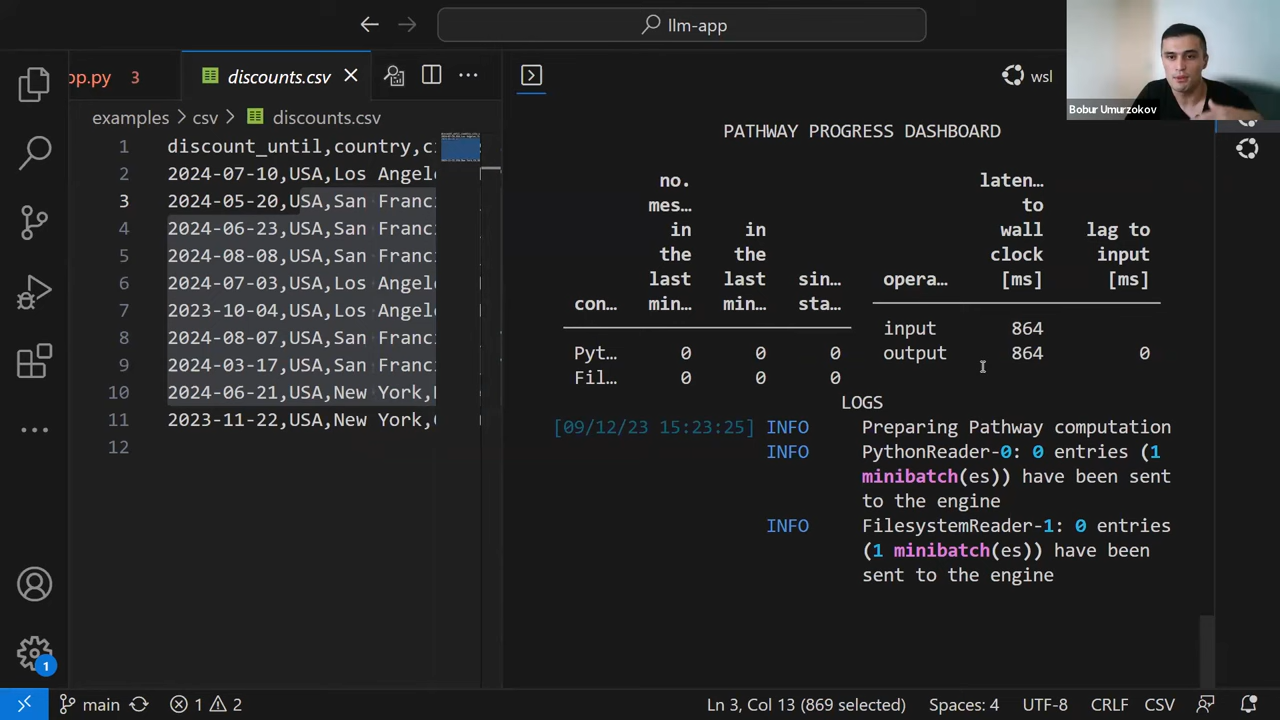 llm-app
pp.py 3
discounts.csv
wsl
Bobur Umurzokov
examples > csv > discounts.csv
1 discount_until,country,c
2 2024-07-10,USA,Los Angel
3 2024-05-20,USA,San Franc
4 2024-06-23,USA,San Franc
5 2024-08-08,USA,San Franc
6 2024-07-03,USA,Los Angel
7 2023-10-04,USA,Los Angel
8 2024-08-07,USA,San Franc
9 2024-03-17,USA,San Franc
10 2024-06-21,USA,New York,
11 2023-11-22,USA,New York,
12
PATHWAY PROGRESS DASHBOARD
no.
mes…
in
the
last
min…
in
the
last
min…
sin…
sta…
con…
Pyt… 0 0 0
Fil… 0 0 0
laten…
to
wall
clock
[ms]
lag to
input
[ms]
opera…
input 864
output 864 0
LOGS
[09/12/23 15:23:25] INFO Preparing Pathway computation
INFO PythonReader-0: 0 entries (1
minibatch(es)) have been sent
to the engine
INFO FilesystemReader-1: 0 entries
(1 minibatch(es)) have been
sent to the engine
1
main 1 2 Ln 3, Col 13 (869 selected) Spaces: 4 UTF-8 CRLF CSV